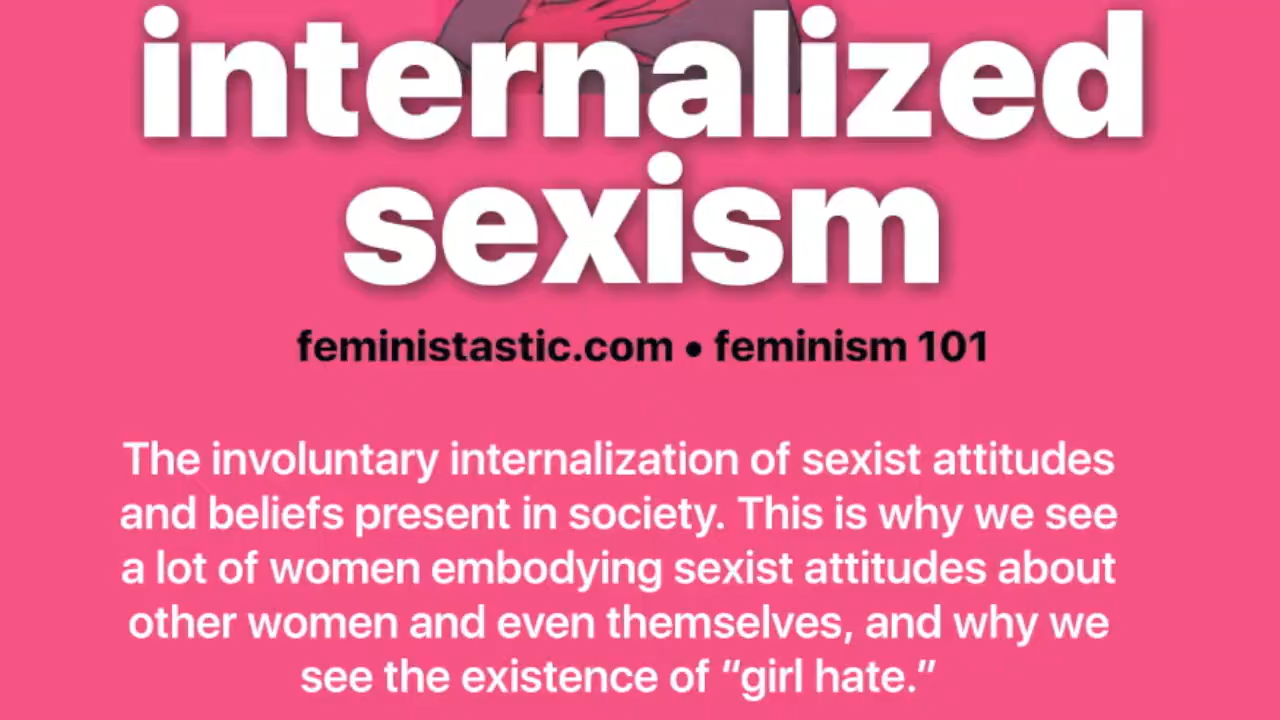 internalized
sexism
feministastic.com • feminism 101
The involuntary internalization of sexist attitudes
and beliefs present in society. This is why we see
a lot of women embodying sexist attitudes about
other women and even themselves, and why we
see the existence of “girl hate.”